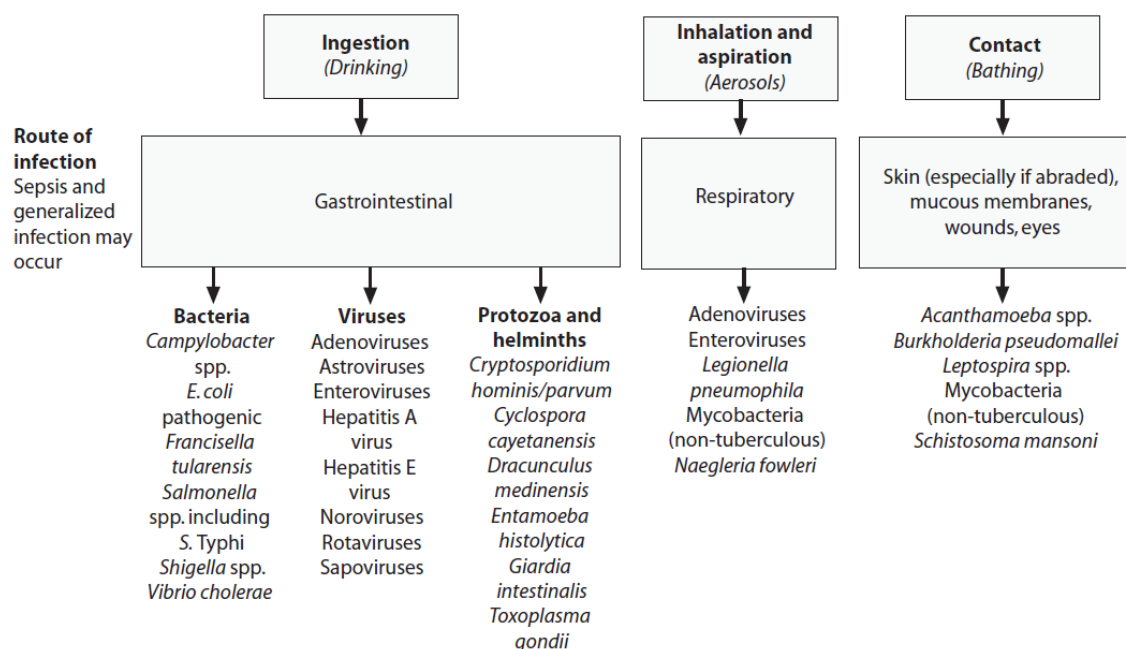 Ingestion
(Drinking)
Inhalation and
aspiration
(Aerosols)
Contact
(Bathing)
Route of
infection
Sepsis and
generalized
infection may
occur
Gastrointestinal
Respiratory
Skin (especially if abraded),
mucous membranes,
wounds, eyes
Bacteria
Campylobacter
spp.
E. coli
pathogenic
Francisella
tularensis
Salmonella
spp. including
S. Typhi
Shigella spp.
Vibrio cholerae
Viruses
Adenoviruses
Astroviruses
Enteroviruses
Hepatitis A
virus
Hepatitis E
virus
Noroviruses
Rotaviruses
Sapoviruses
Protozoa and
helminths
Cryptosporidium
hominis/parvum
Cyclospora
cayetanensis
Dracunculus
medinensis
Entamoeba
histolytica
Giardia
intestinalis
Toxoplasma
gondii
Adenoviruses
Enteroviruses
Legionella
pneumophila
Mycobacteria
(non-tuberculous)
Naegleria fowleri
Acanthamoeba spp.
Burkholderia pseudomallei
Leptospira spp.
Mycobacteria
(non-tuberculous)
Schistosoma mansoni